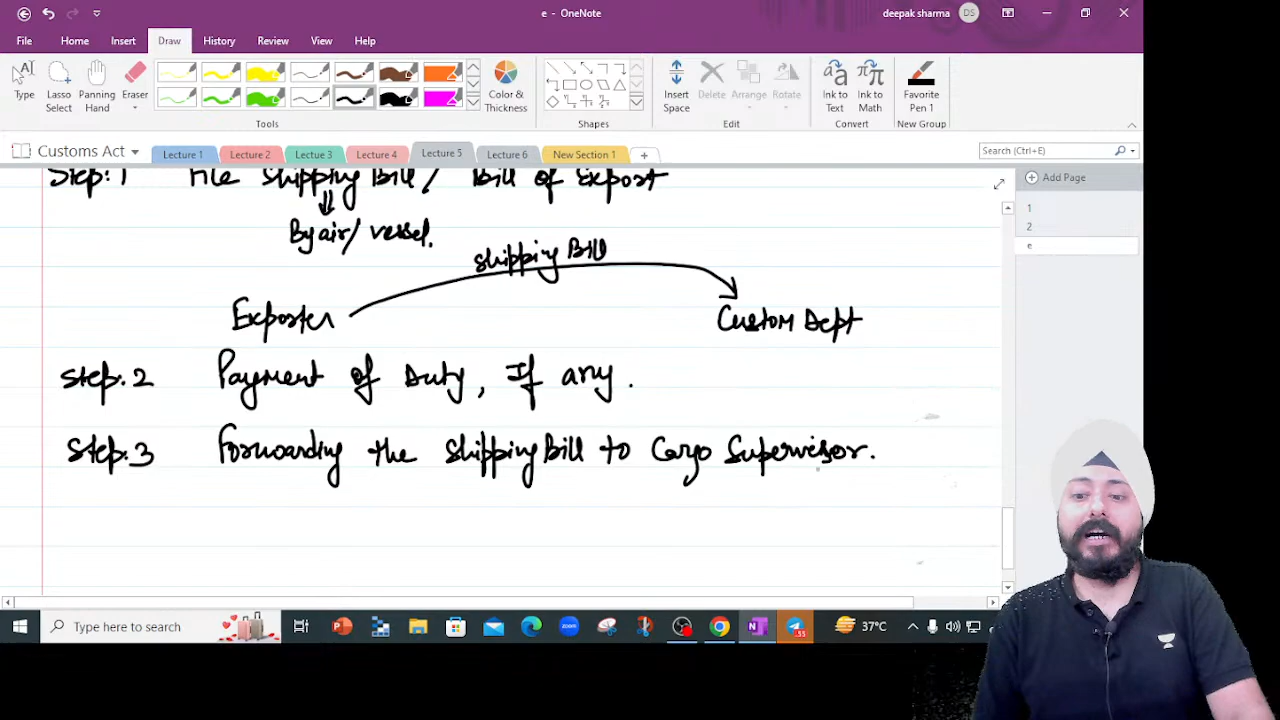 e - OneNote
deepak sharma DS
File Home Insert Draw History Review View Help
Type Lasso Select Panning Hand Eraser Color & Thickness Insert Space Delete Arrange Rotate Ink to Text Ink to Math Favorite Pen 1
Tools Shapes Edit Convert New Group
Customs Act Lecture 1 Lecture 2 Lectue 3 Lecture 4 Lecture 5 Lecture 6 New Section 1 Search (Ctrl+E)
Add Page
1
2
e
Step:1 File Shipping Bill / Bill of Export
By air/ vessel.
Shipping Bill
Exporter Custom Dept
Step:2 Payment of Duty, If any.
Step:3 Forwarding the Shipping Bill to Cargo Supervisor.
Type here to search 37°C